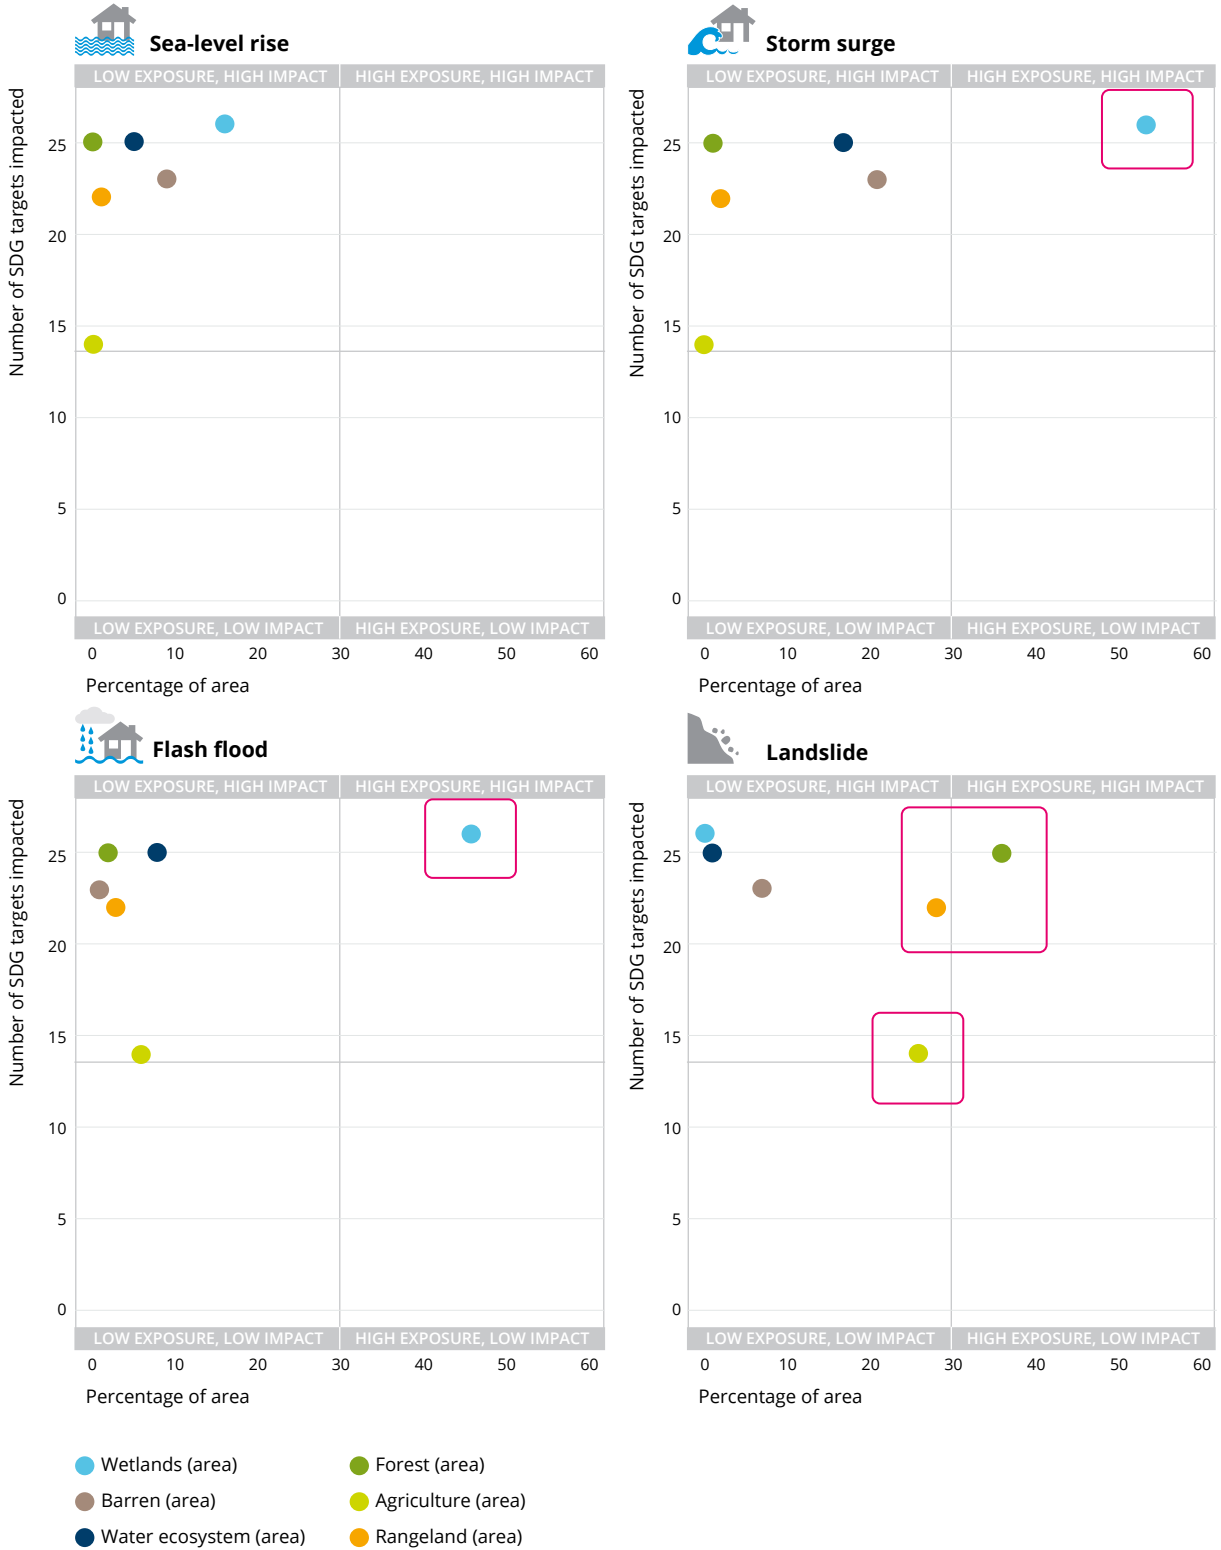 Sea-level rise
LOW EXPOSURE, HIGH IMPACT
HIGH EXPOSURE, HIGH IMPACT
Number of SDG targets impacted
25
20
15
10
5
0
LOW EXPOSURE, LOW IMPACT
HIGH EXPOSURE, LOW IMPACT
0 10 20 30 40 50 60
Percentage of area
Storm surge
LOW EXPOSURE, HIGH IMPACT
HIGH EXPOSURE, HIGH IMPACT
Number of SDG targets impacted
25
20
15
10
5
0
LOW EXPOSURE, LOW IMPACT
HIGH EXPOSURE, LOW IMPACT
0 10 20 30 40 50 60
Percentage of area
Flash flood
LOW EXPOSURE, HIGH IMPACT
HIGH EXPOSURE, HIGH IMPACT
Number of SDG targets impacted
25
20
15
10
5
0
LOW EXPOSURE, LOW IMPACT
HIGH EXPOSURE, LOW IMPACT
0 10 20 30 40 50 60
Percentage of area
Landslide
LOW EXPOSURE, HIGH IMPACT
HIGH EXPOSURE, HIGH IMPACT
Number of SDG targets impacted
25
20
15
10
5
0
LOW EXPOSURE, LOW IMPACT
HIGH EXPOSURE, LOW IMPACT
0 10 20 30 40 50 60
Percentage of area
Wetlands (area)
Barren (area)
Water ecosystem (area)
Forest (area)
Agriculture (area)
Rangeland (area)